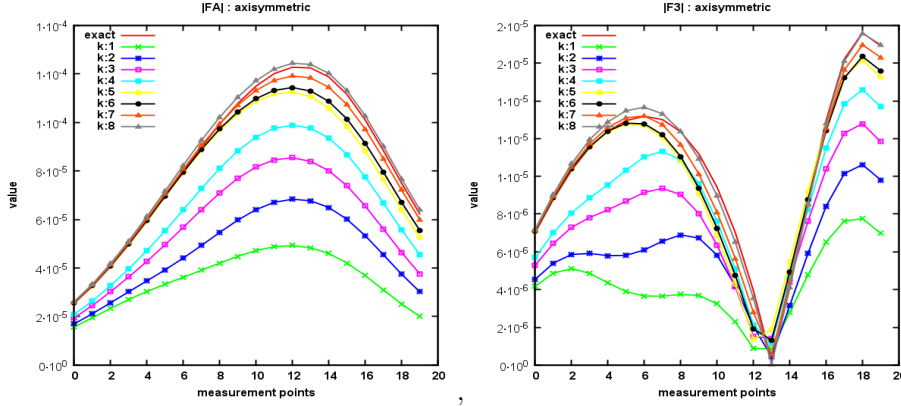 |FA| : axisymmetric
1·10⁻⁴
1·10⁻⁴
1·10⁻⁴
8·10⁻⁵
6·10⁻⁵
4·10⁻⁵
2·10⁻⁵
0·10⁰
value
exact
k:1
k:2
k:3
k:4
k:5
k:6
k:7
k:8
0 2 4 6 8 10 12 14 16 18 20
measurement points
,
|F3| : axisymmetric
2·10⁻⁵
2·10⁻⁵
1·10⁻⁵
1·10⁻⁵
1·10⁻⁵
8·10⁻⁶
6·10⁻⁶
4·10⁻⁶
2·10⁻⁶
0·10⁰
value
exact
k:1
k:2
k:3
k:4
k:5
k:6
k:7
k:8
0 2 4 6 8 10 12 14 16 18 20
measurement points